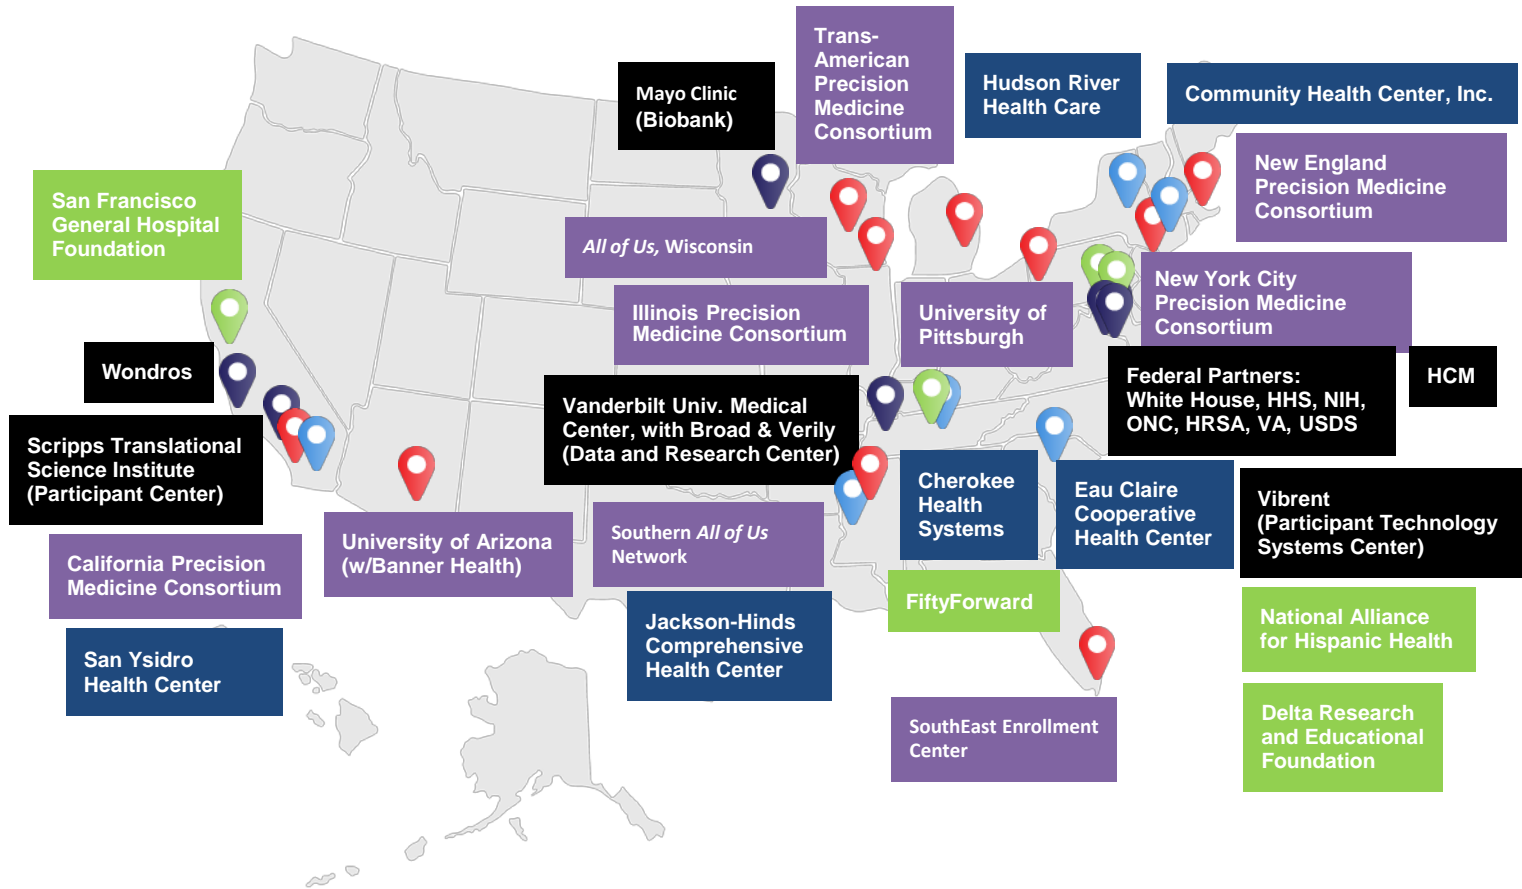 Trans-
American
Precision
Medicine
Consortium
Mayo Clinic
(Biobank)
Hudson River
Health Care
Community Health Center, Inc.
New England
Precision Medicine
Consortium
San Francisco
General Hospital
Foundation
All of Us, Wisconsin
Illinois Precision
Medicine Consortium
University of
Pittsburgh
New York City
Precision Medicine
Consortium
Wondros
Federal Partners:
White House, HHS, NIH,
ONC, HRSA, VA, USDS
HCM
Vanderbilt Univ. Medical
Center, with Broad & Verily
(Data and Research Center)
Scripps Translational
Science Institute
(Participant Center)
Cherokee
Health
Systems
Eau Claire
Cooperative
Health Center
Vibrent
(Participant Technology
Systems Center)
California Precision
Medicine Consortium
University of Arizona
(w/Banner Health)
Southern All of Us
Network
FiftyForward
National Alliance
for Hispanic Health
San Ysidro
Health Center
Jackson-Hinds
Comprehensive
Health Center
SouthEast Enrollment
Center
Delta Research
and Educational
Foundation